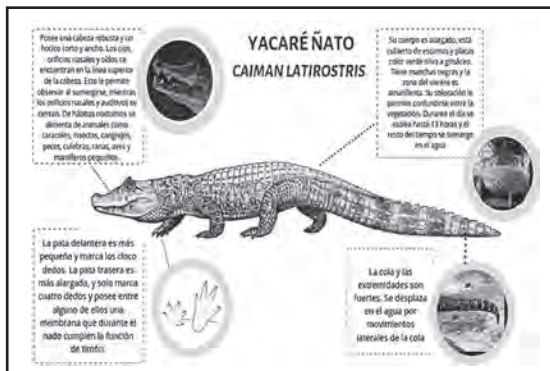 Posee una cabeza robusta y un
hocico corto y ancho. Los ojos,
orificios nasales y oídos se
encuentran en la línea superior
de la cabeza. Esto le permite
observar al sumergirse, mientras
los orificios nasales y auditivos se
cierran. De hábitos nocturnos se
alimenta de animales como
caracoles, insectos, cangrejos,
peces, culebras, ranas, aves y
mamíferos pequeños.
YACARÉ ÑATO
CAIMAN LATIROSTRIS
Su cuerpo es alargado, está
cubierto de escamas y placas
color verde oliva a grisáceo.
Tiene manchas negras y la
zona del vientre es
amarillenta. Su coloración le
permite confundirse entre la
vegetación. Durante el día se
asolea hasta 13 horas y el
resto del tiempo se sumerge
en el agua
La pata delantera es más
pequeña y marca los cinco
dedos. La pata trasera es
más alargada, y solo marca
cuatro dedos y posee entre
alguno de ellos una
membrana que durante el
nado cumplen la función
de timón.
La cola y las
extremidades son
fuertes. Se desplaza
en el agua por
movimientos
laterales de la cola